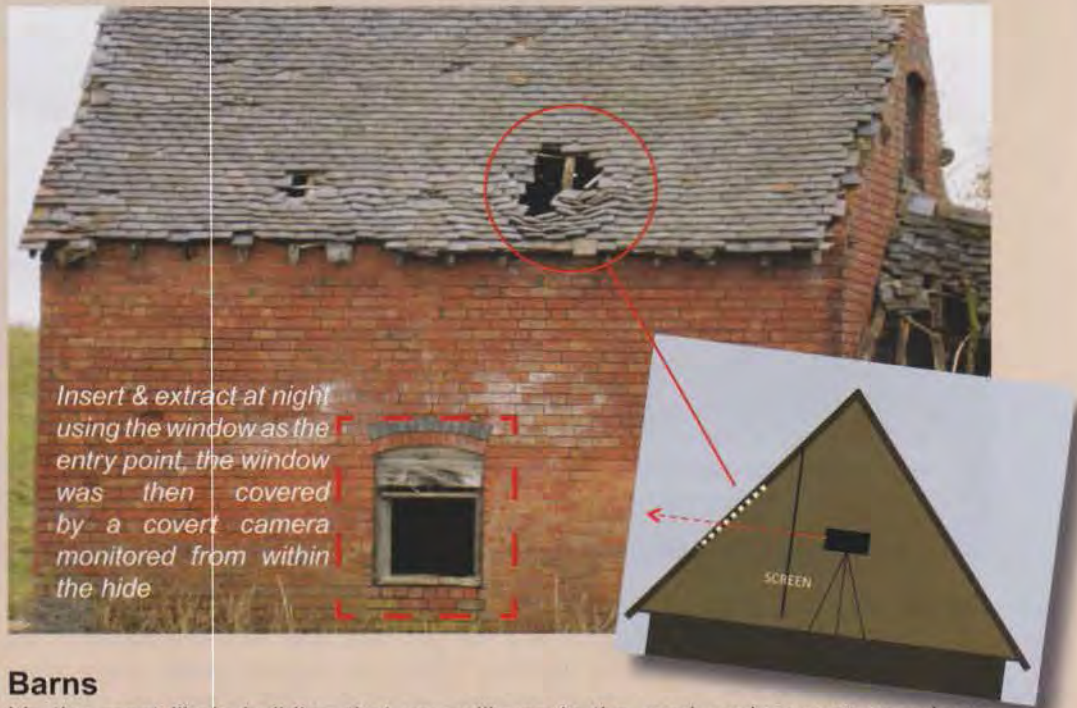 Insert & extract at night
using the window as the
entry point, the window
was then covered
by a covert camera
monitored from within
the hide
SCREEN
Barns